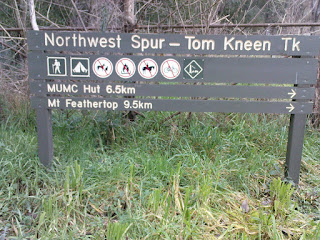 Northwest Spur – Tom Kneen Tk
MUMC Hut 6.5km
Mt Feathertop 9.5km